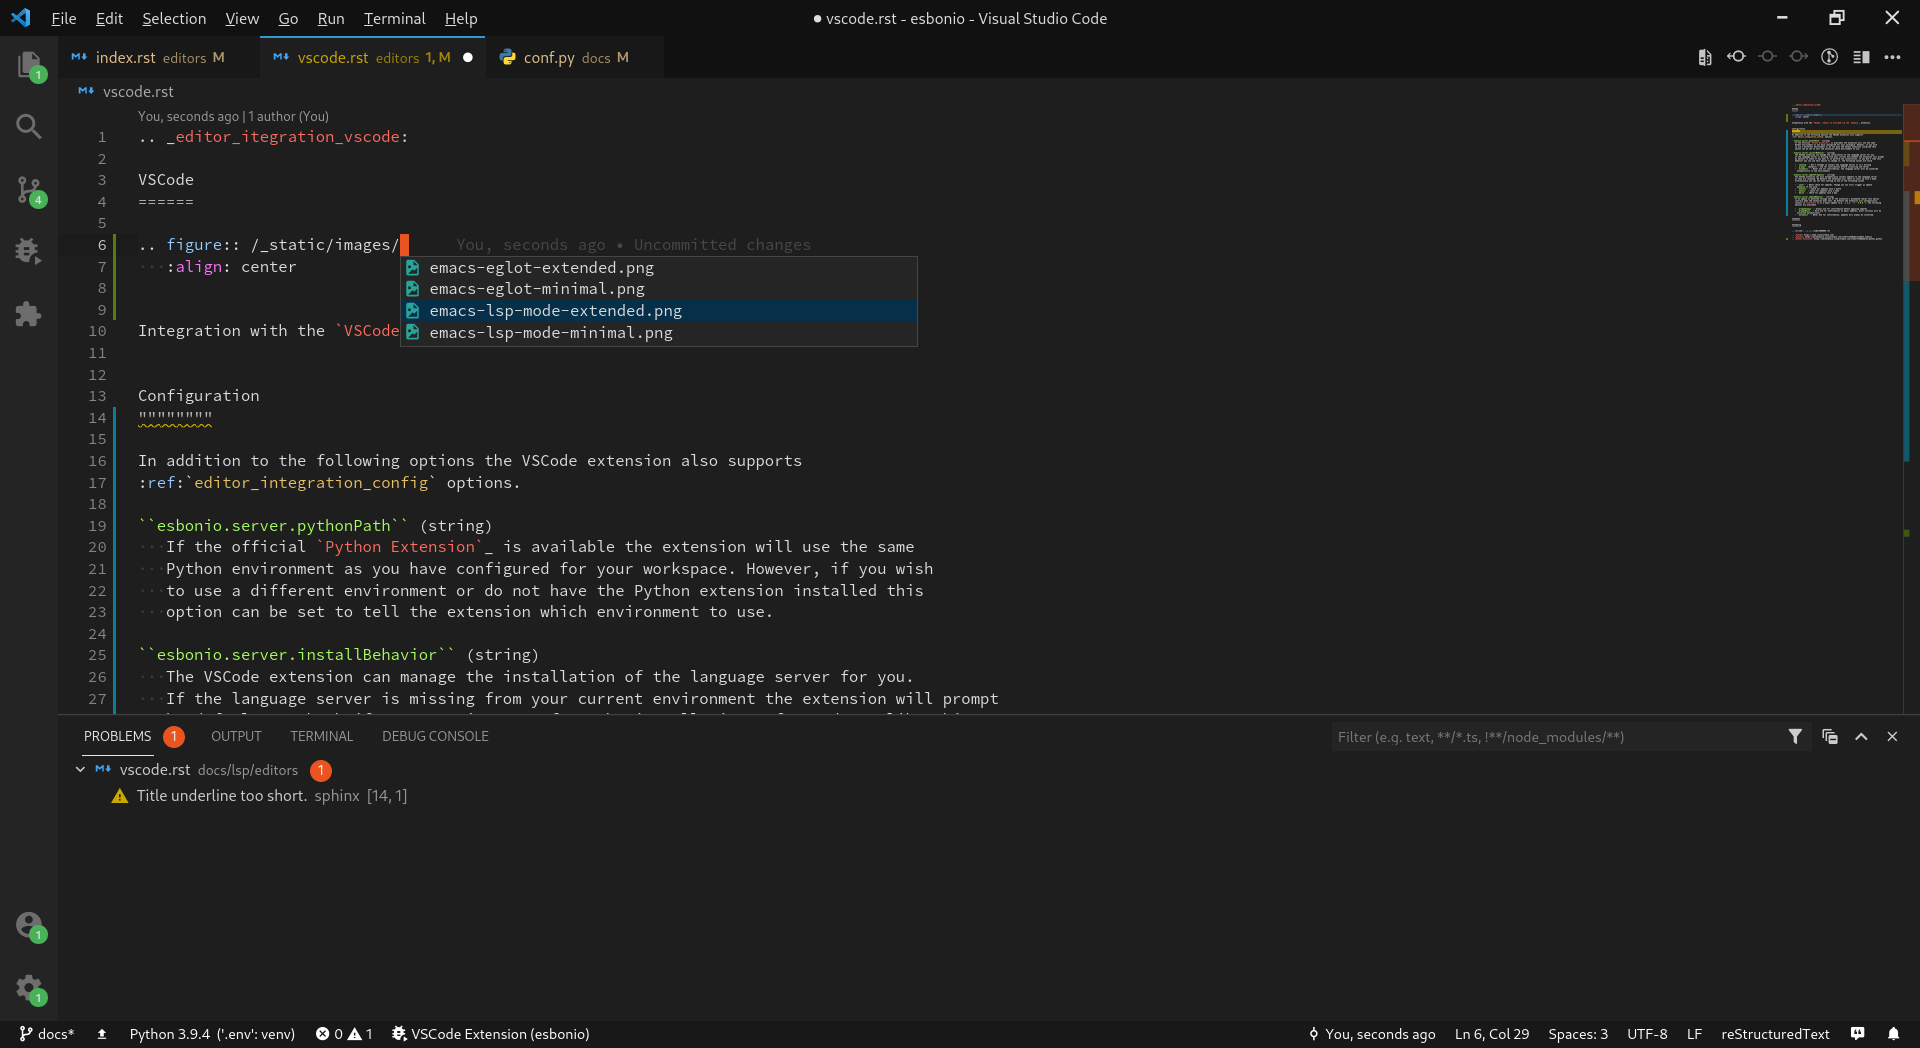 File Edit Selection View Go Run Terminal Help
● vscode.rst - esbonio - Visual Studio Code
index.rst editors M
vscode.rst editors 1, M
conf.py docs M
vscode.rst
You, seconds ago | 1 author (You)
1 .. _editor_itegration_vscode:
2
3 VSCode
4 ======
5
6 .. figure:: /_static/images/ You, seconds ago • Uncommitted changes
7 :align: center
emacs-eglot-extended.png
8
emacs-eglot-minimal.png
9
emacs-lsp-mode-extended.png
10 Integration with the `VSCode
emacs-lsp-mode-minimal.png
11
12
13 Configuration
14 """"""""
15
16 In addition to the following options the VSCode extension also supports
17 :ref:`editor_integration_config` options.
18
19 ``esbonio.server.pythonPath`` (string)
20 If the official `Python Extension`_ is available the extension will use the same
21 Python environment as you have configured for your workspace. However, if you wish
22 to use a different environment or do not have the Python extension installed this
23 option can be set to tell the extension which environment to use.
24
25 ``esbonio.server.installBehavior`` (string)
26 The VSCode extension can manage the installation of the language server for you.
27 If the language server is missing from your current environment the extension will prompt
PROBLEMS 1 OUTPUT TERMINAL DEBUG CONSOLE
Filter (e.g. text, **/*.ts, !**/node_modules/**)
vscode.rst docs/lsp/editors 1
Title underline too short. sphinx [14, 1]
1
4
1
1
docs* Python 3.9.4 ('.env': venv) 0 1 VSCode Extension (esbonio)
You, seconds ago Ln 6, Col 29 Spaces: 3 UTF-8 LF reStructuredText